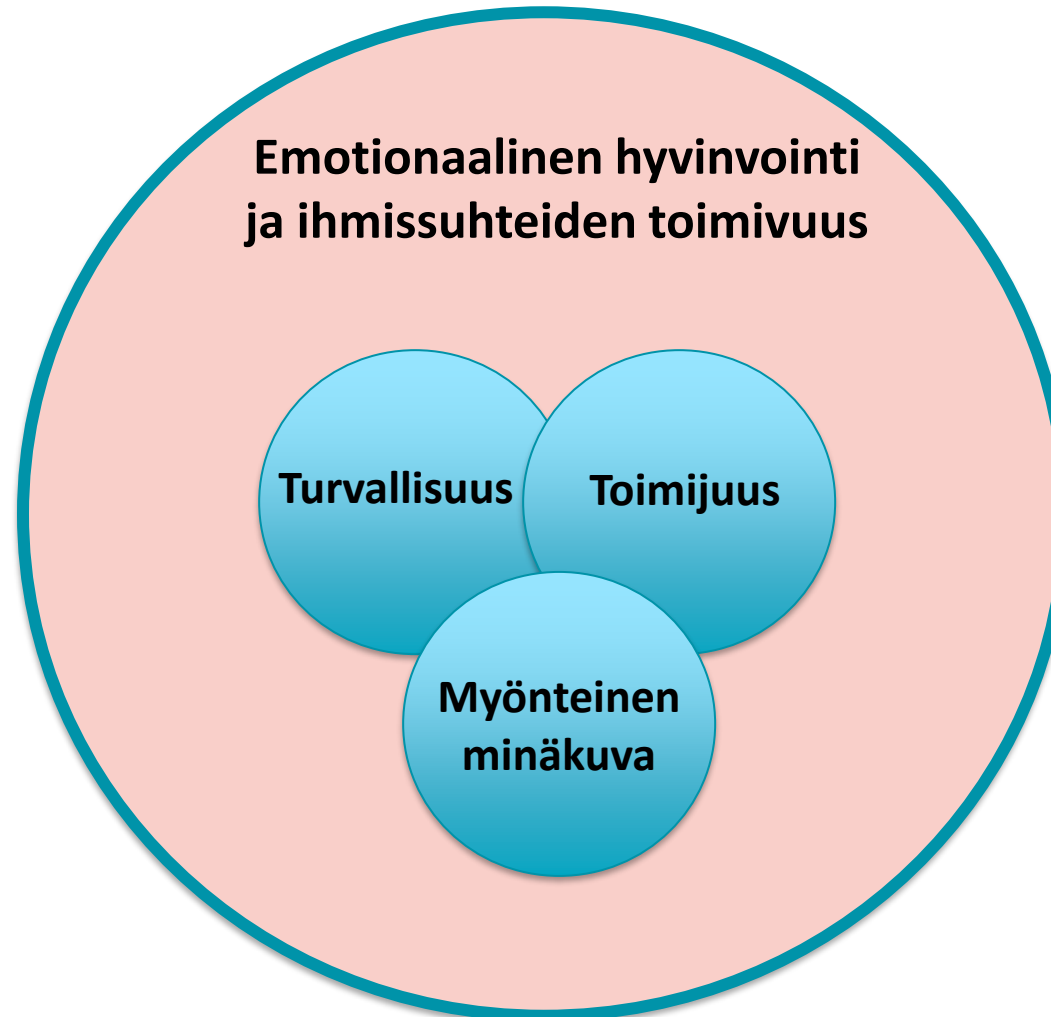 Emotionaalinen hyvinvointi
ja ihmissuhteiden toimivuus
Turvallisuus
Toimijuus
Myönteinen
minäkuva